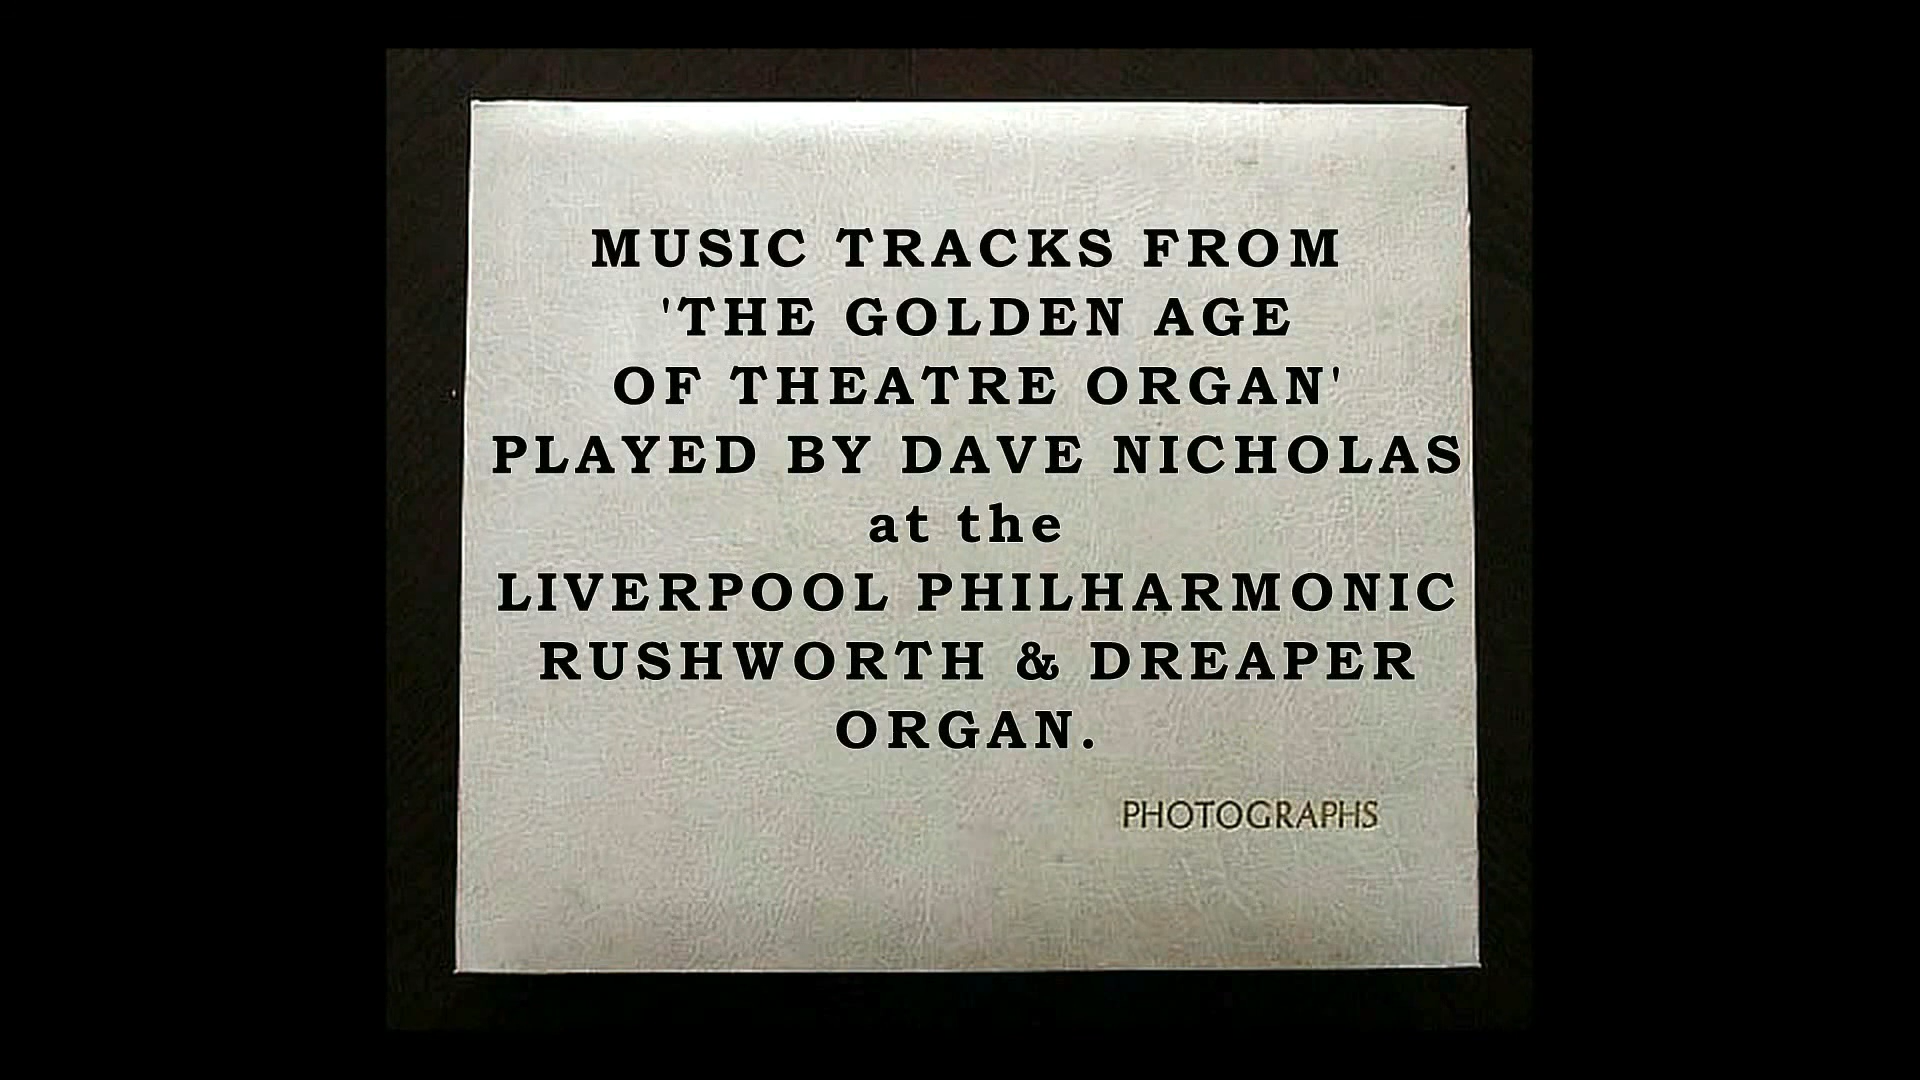 MUSIC TRACKS FROM
'THE GOLDEN AGE
OF THEATRE ORGAN'
PLAYED BY DAVE NICHOLAS
at the
LIVERPOOL PHILHARMONIC
RUSHWORTH & DREAPER
ORGAN.
PHOTOGRAPHS